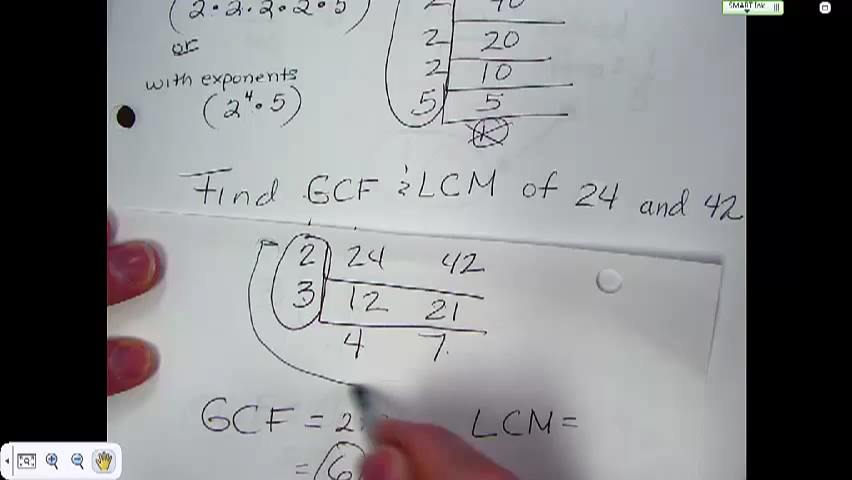 (2•2•2•2•5)
or
with exponents
(2⁴•5)
2 40
2 20
2 10
5 5
Find GCF & LCM of 24 and 42
2 24 42
3 12 21
4 7
GCF = 2
LCM=
= 6
SMART Ink